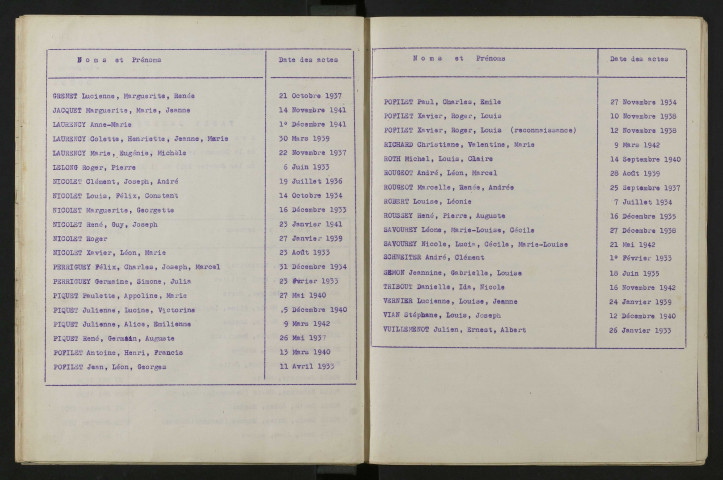 Noms et Prénoms Date des actes
GRENET Lucienne, Marguerite, Renée 21 Octobre 1937
JACQUET Marguerite, Marie, Jeanne 14 Novembre 1941
LAURENCY Anne-Marie 1° Décembre 1941
LAURENCY Colette, Henriette, Jeanne, Marie 30 Mars 1939
LAURENCY Marie, Eugénie, Michèle 22 Novembre 1937
LELONG Roger, Pierre 6 Juin 1933
NICOLET Clément, Joseph, André 19 Juillet 1936
NICOLET Louis, Félix, Constant 14 Octobre 1934
NICOLET Marguerite, Georgette 16 Décembre 1933
NICOLET René, Guy, Joseph 23 Janvier 1941
NICOLET Roger 27 Janvier 1939
NICOLET Xavier, Léon, Marie 23 Août 1933
PERRIGUEY Félix, Charles, Joseph, Marcel 31 Décembre 1934
PERRIGUEY Germaine, Simone, Julia 25 Février 1933
PIQUET Paulette, Appoline, Marie 27 Mai 1940
PIQUET Julienne, Lucine, Victorine 5 Décembre 1940
PIQUET Julienne, Alice, Emilienne 9 Mars 1942
PIQUET René, Germain, Auguste 26 Mai 1937
POFILET Antoine, Henri, Francis 13 Mars 1940
POFILET Jean, Léon, Georges 11 Avril 1935
Noms et Prénoms Date des actes
POFILET Paul, Charles, Emile 27 Novembre 1934
POFILET Xavier, Roger, Louis 10 Novembre 1938
POFILET Xavier, Roger, Louis (reconnaissance) 12 Novembre 1938
RICHARD Christiane, Valentine, Marie 9 Mars 1942
ROTH Michel, Louis, Claire 14 Septembre 1940
ROUGEOT André, Léon, Marcel 28 Août 1939
ROUGEOT Marcelle, Renée, Andrée 25 Septembre 1937
ROBERT Louise, Léonie 7 Juillet 1934
ROUSSEY René, Pierre, Auguste 16 Décembre 1935
SAVOUREY Léone, Marie-Louise, Cécile 27 Décembre 1938
SAVOUREY Nicole, Lucie, Cécile, Marie-Louise 21 Mai 1942
SCHNEITER André, Clément 1° Février 1933
SEMON Jeannine, Gabrielle, Louise 18 Juin 1935
TRIBOUT Danielle, Ida, Nicole 16 Novembre 1942
VERNIER Lucienne, Louise, Jeanne 24 Janvier 1939
VIAN Stéphane, Louis, Joseph 12 Décembre 1940
VUILLEMENOT Julien, Ernest, Albert 26 Janvier 1933